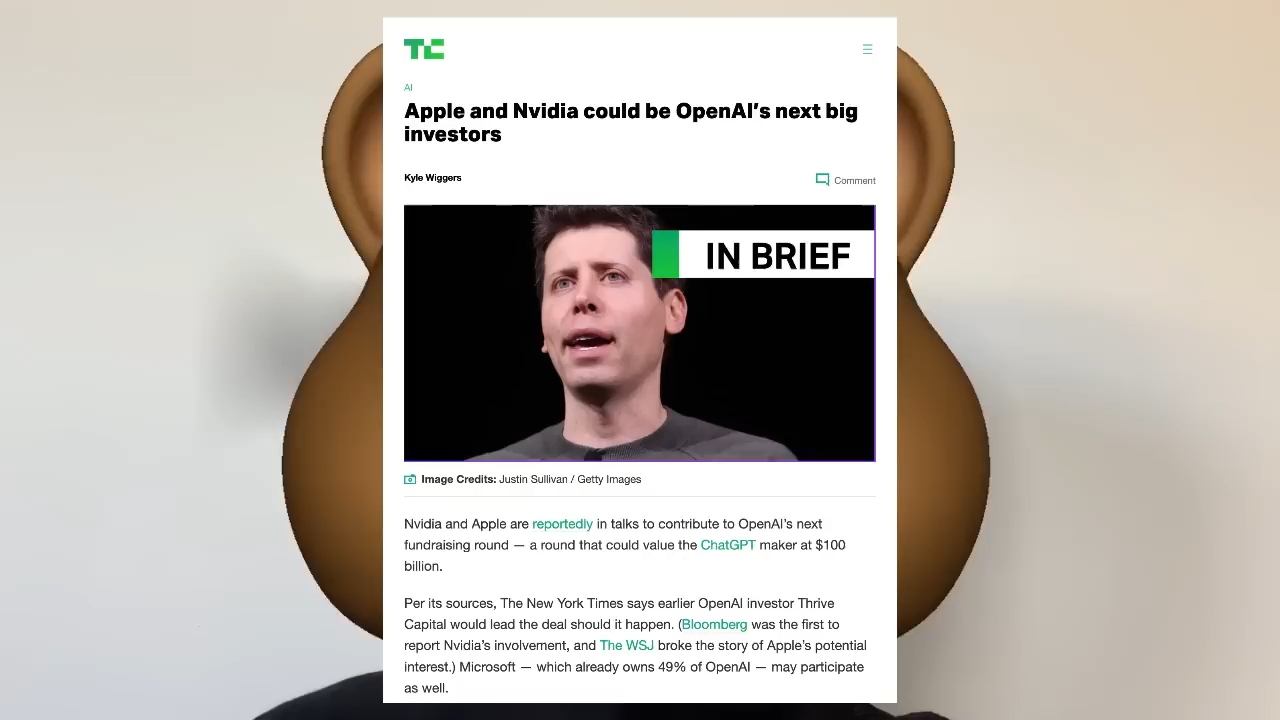 TC
AI
Apple and Nvidia could be OpenAI's next big
investors
Kyle Wiggers
Comment
IN BRIEF
Image Credits: Justin Sullivan / Getty Images
Nvidia and Apple are reportedly in talks to contribute to OpenAI's next
fundraising round — a round that could value the ChatGPT maker at $100
billion.
Per its sources, The New York Times says earlier OpenAI investor Thrive
Capital would lead the deal should it happen. (Bloomberg was the first to
report Nvidia's involvement, and The WSJ broke the story of Apple's potential
interest.) Microsoft — which already owns 49% of OpenAI — may participate
as well.